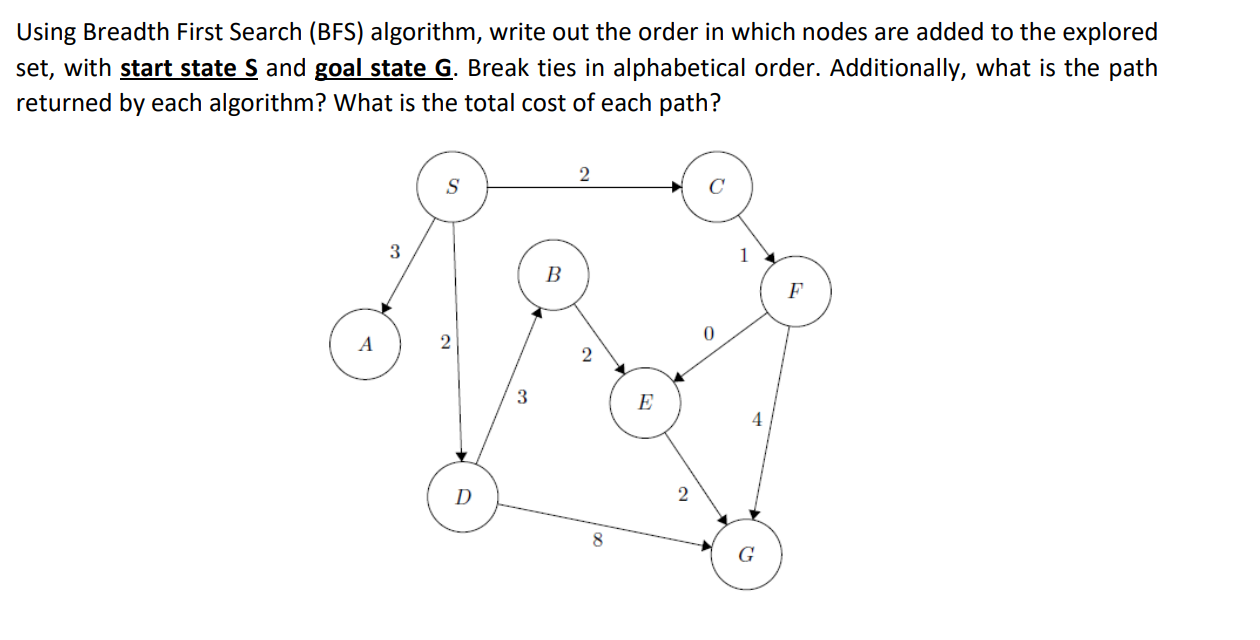 Using Breadth First Search (BFS) algorithm, write out the order in which nodes are added to the explored
set, with start state S and goal state G. Break ties in alphabetical order. Additionally, what is the path
returned by each algorithm? What is the total cost of each path?
2
S
C
3
1
B
F
0
A
2
2
3
E
4
D
2
8
G